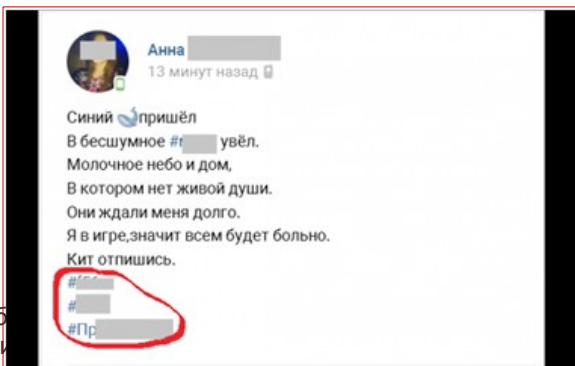 Анна
13 минут назад
Синий 🐳пришёл
В бесшумное увёл.
Молочное небо и дом,
В котором нет живой души.
Они ждали меня долго.
Я в игре,значит всем будет больно.
Кит отпишись.
#
#
#Пр